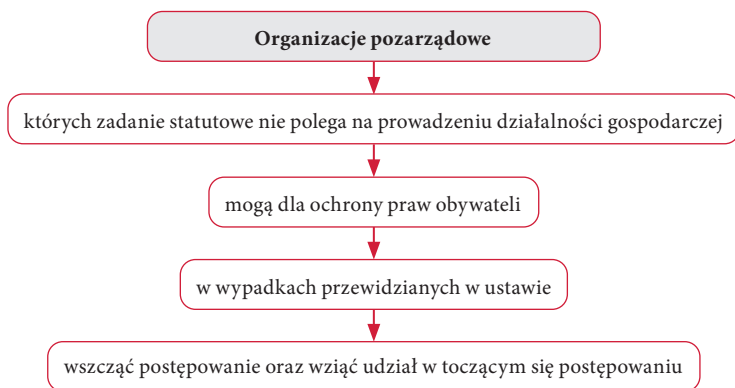 Organizacje pozarządowe
których zadanie statutowe nie polega na prowadzeniu działalności gospodarczej
mogą dla ochrony praw obywateli
w wypadkach przewidzianych w ustawie
wszcząć postępowanie oraz wziąć udział w toczącym się postępowaniu